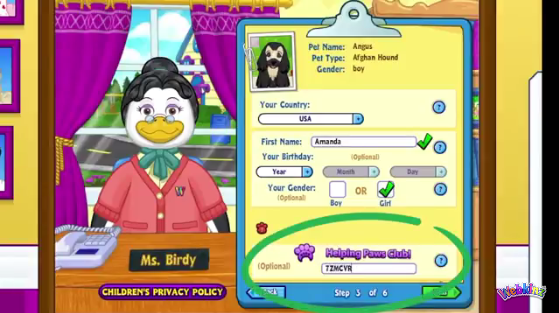 Pet Name: Angus
Pet Type: Afghan Hound
Gender: boy
Your Country: ?
USA
First Name: Amanda ?
Your Birthday: (Optional)
Year Month Day ?
Your Gender: OR ?
(Optional) Boy Girl
Helping Paws Club!
(Optional) ?
7ZMCVR
Step 3 of 6
Ms. Birdy
W
CHILDREN'S PRIVACY POLICY
Webkinz